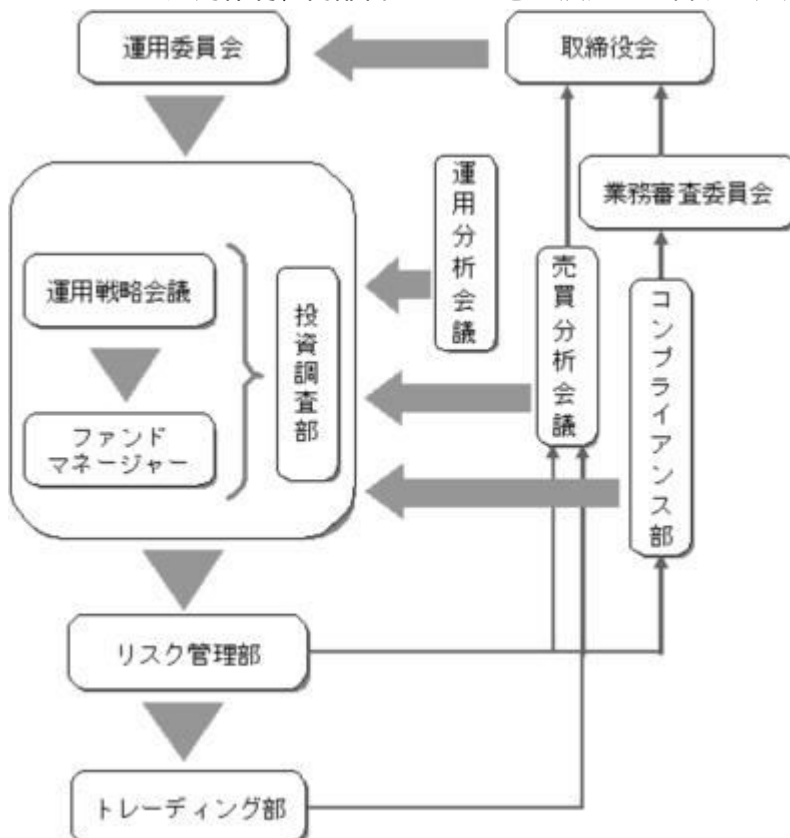 運用委員会
取締役会
運用分析会議
業務審査委員会
運用戦略会議
投資調査部
売買分析会議
コンプライアンス部
ファンド
マネージャー
リスク管理部
トレーディング部